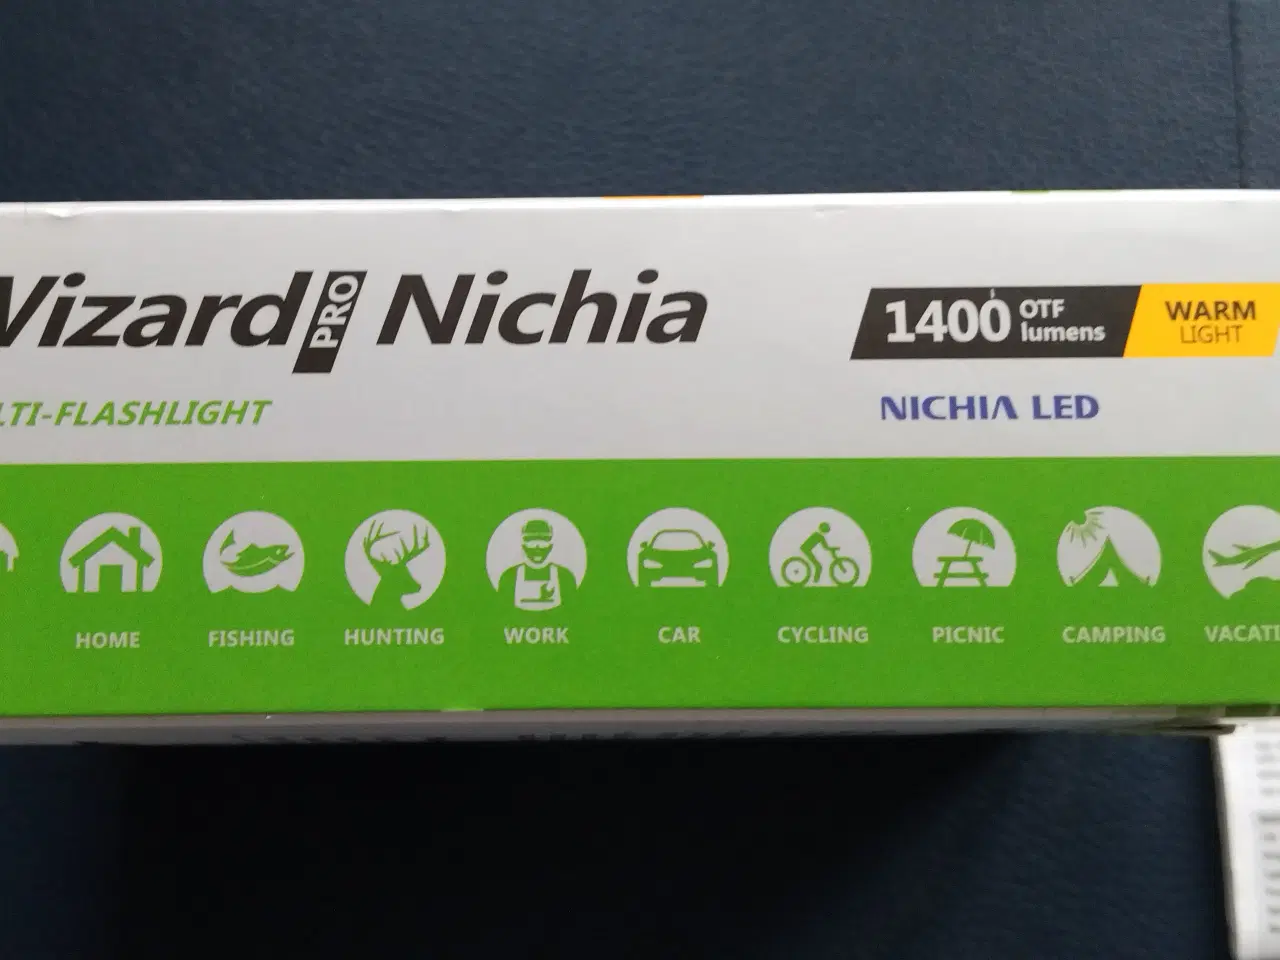 Wizard PRO Nichia
1400 OTF lumens
WARM LIGHT
LTI-FLASHLIGHT
NICHIA LED
HOME FISHING HUNTING WORK CAR CYCLING PICNIC CAMPING VACATI